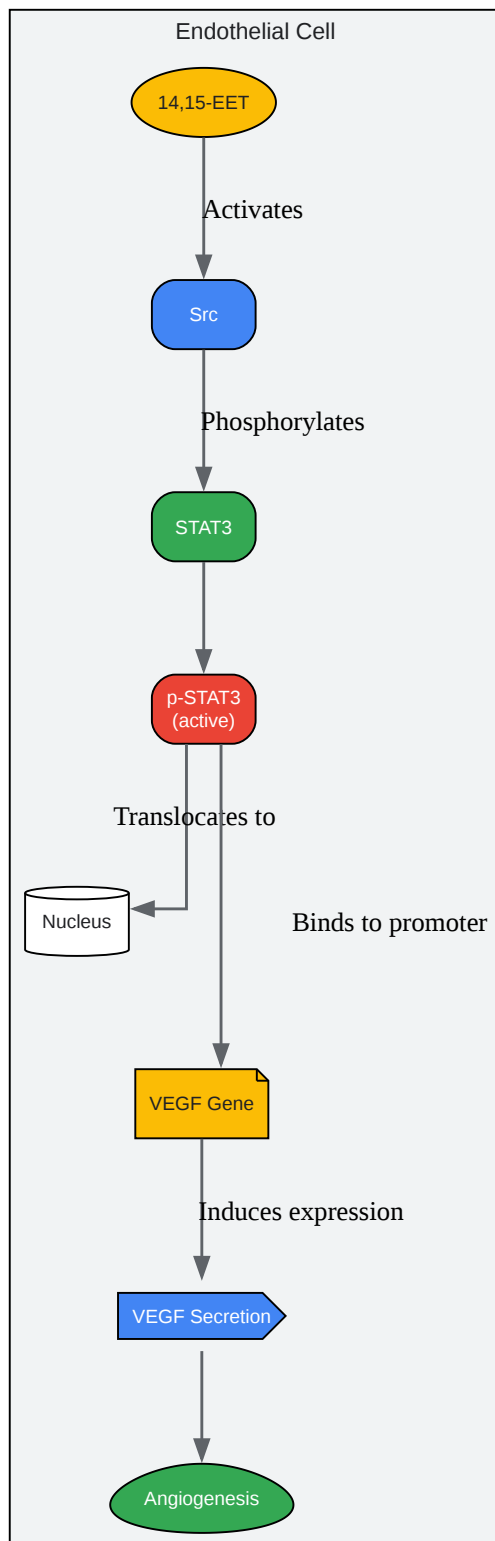 Endothelial Cell
14,15-EET
Activates
Src
Phosphorylates
STAT3
p-STAT3
(active)
Translocates to
Nucleus
Binds to promoter
VEGF Gene
Induces expression
VEGF Secretion
Angiogenesis